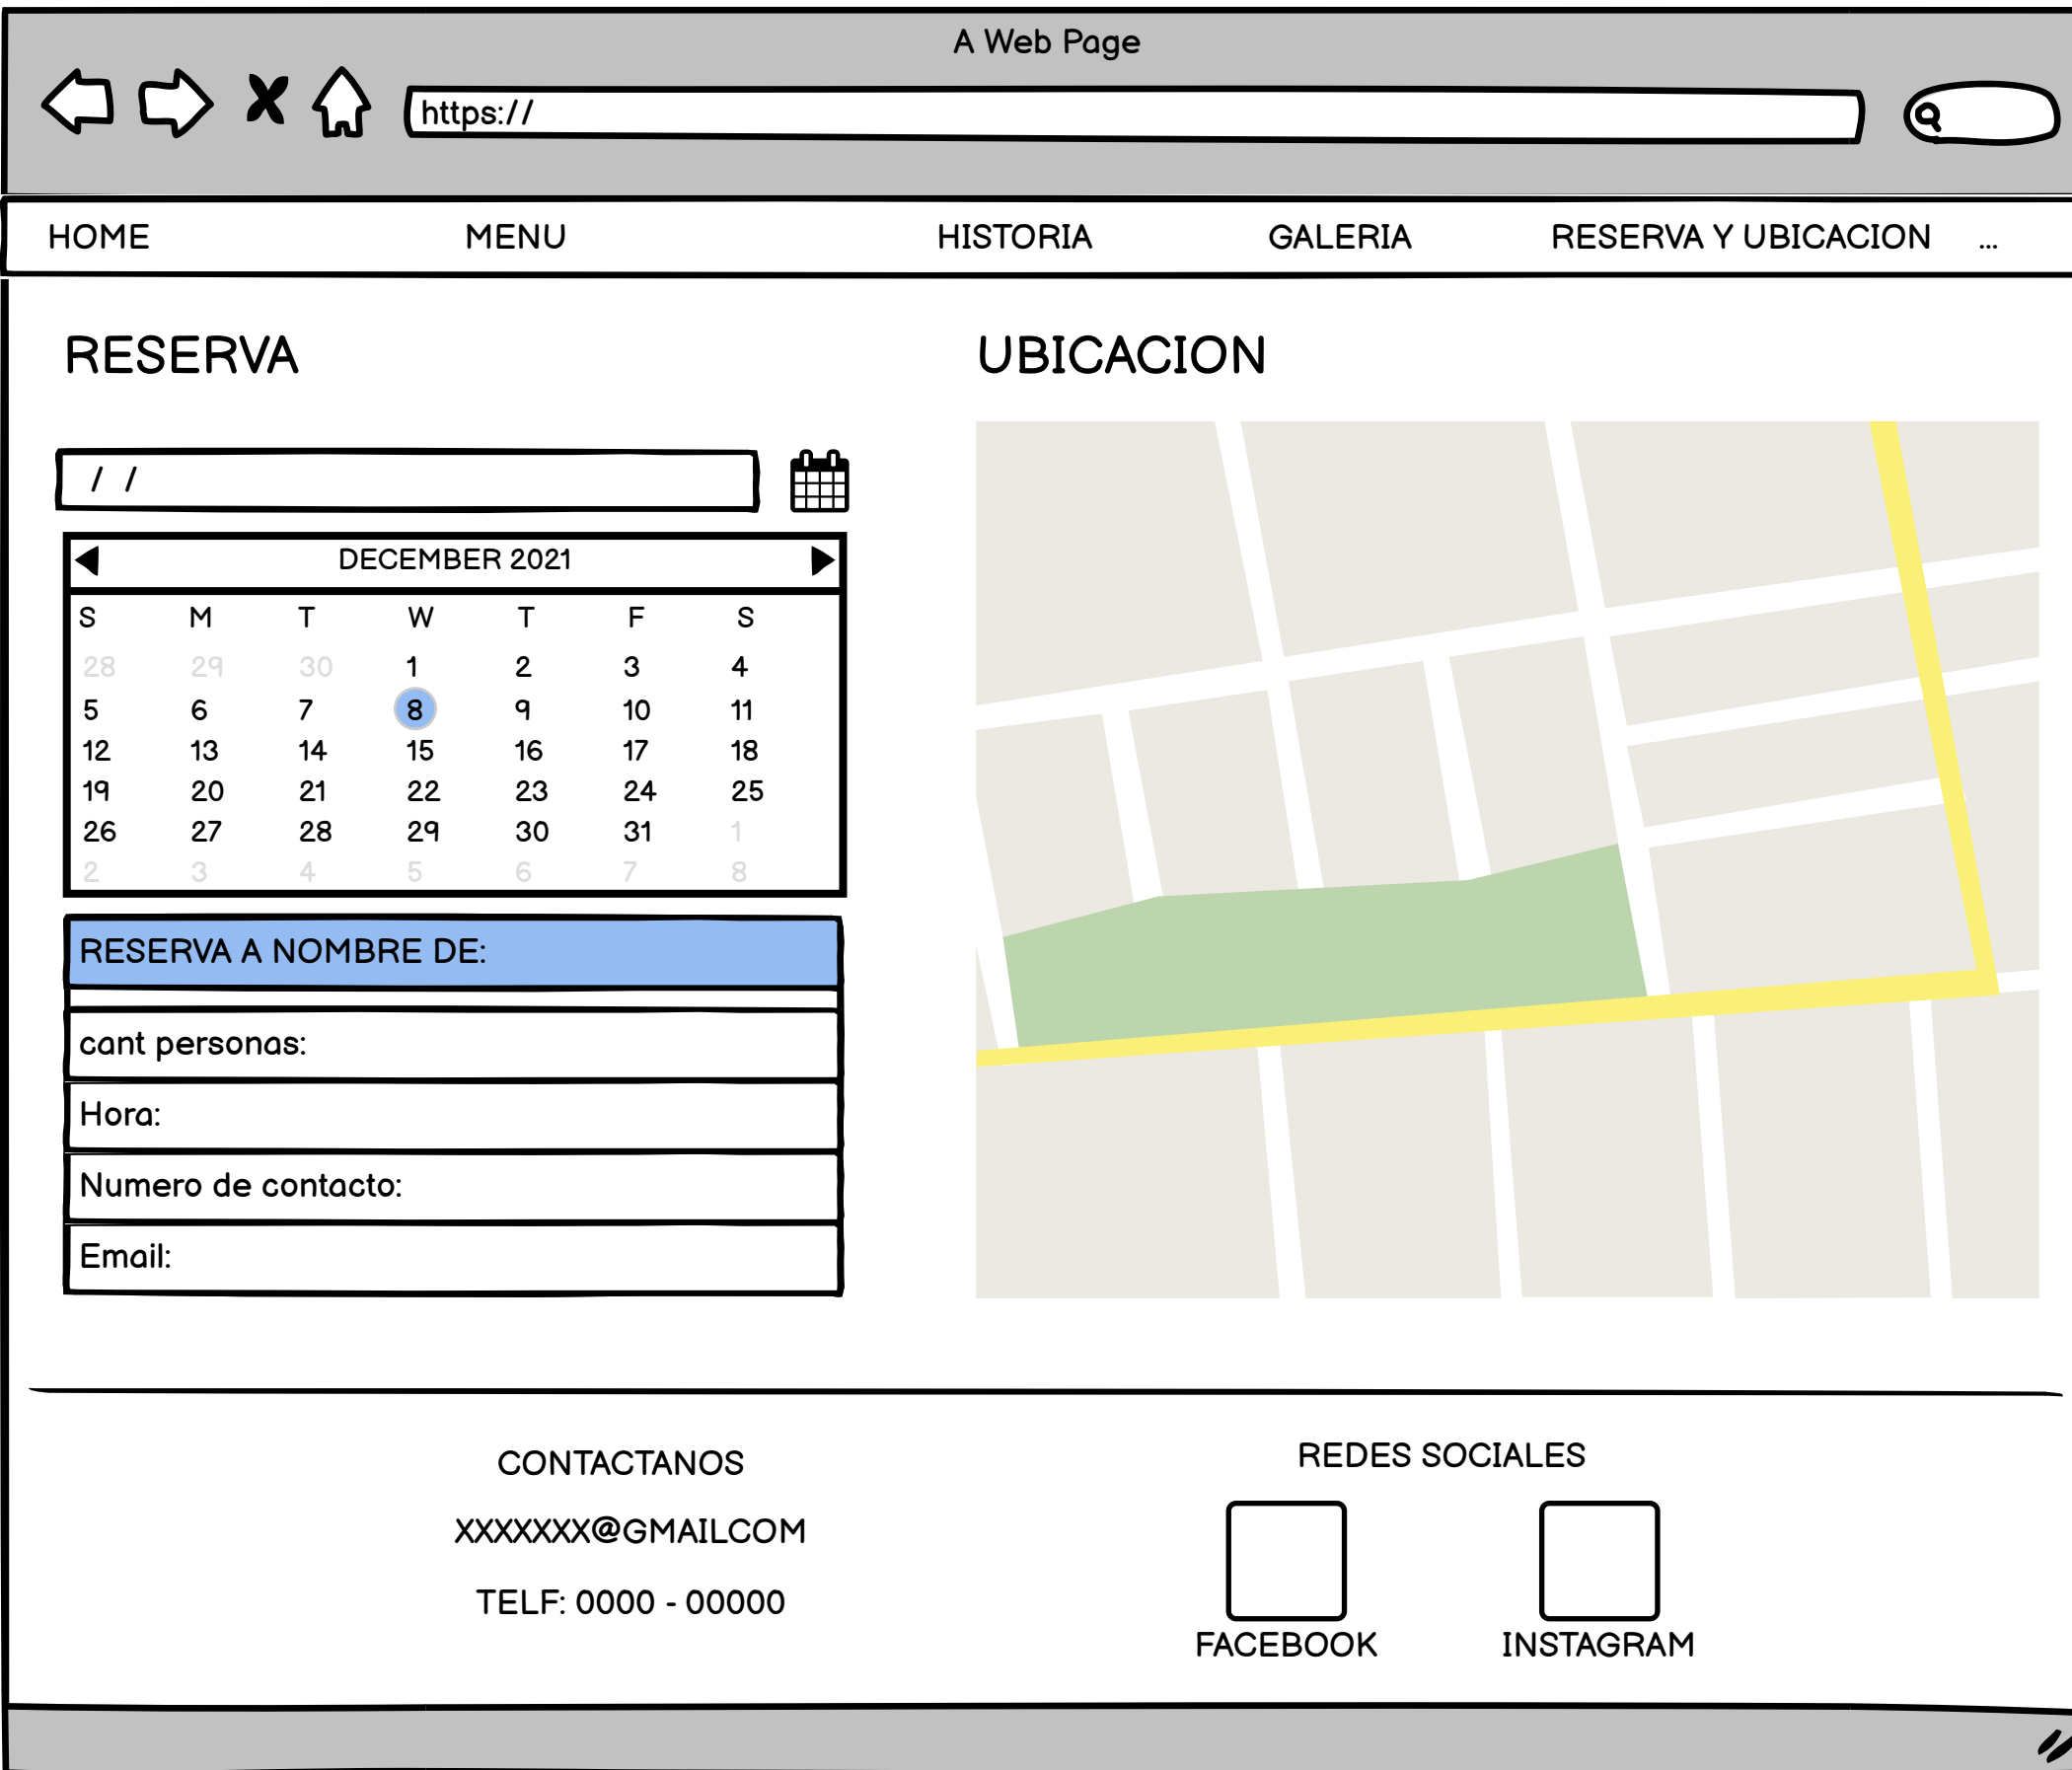 A Web Page
https://
HOME MENU HISTORIA GALERIA RESERVA Y UBICACION ...
RESERVA
UBICACION
/ /
DECEMBER 2021
S M T W T F S
28 29 30 1 2 3 4
5 6 7 8 9 10 11
12 13 14 15 16 17 18
19 20 21 22 23 24 25
26 27 28 29 30 31 1
2 3 4 5 6 7 8
RESERVA A NOMBRE DE:
cant personas:
Hora:
Numero de contacto:
Email:
CONTACTANOS
XXXXXXX@GMAILCOM
TELF: 0000 - 00000
REDES SOCIALES
FACEBOOK INSTAGRAM